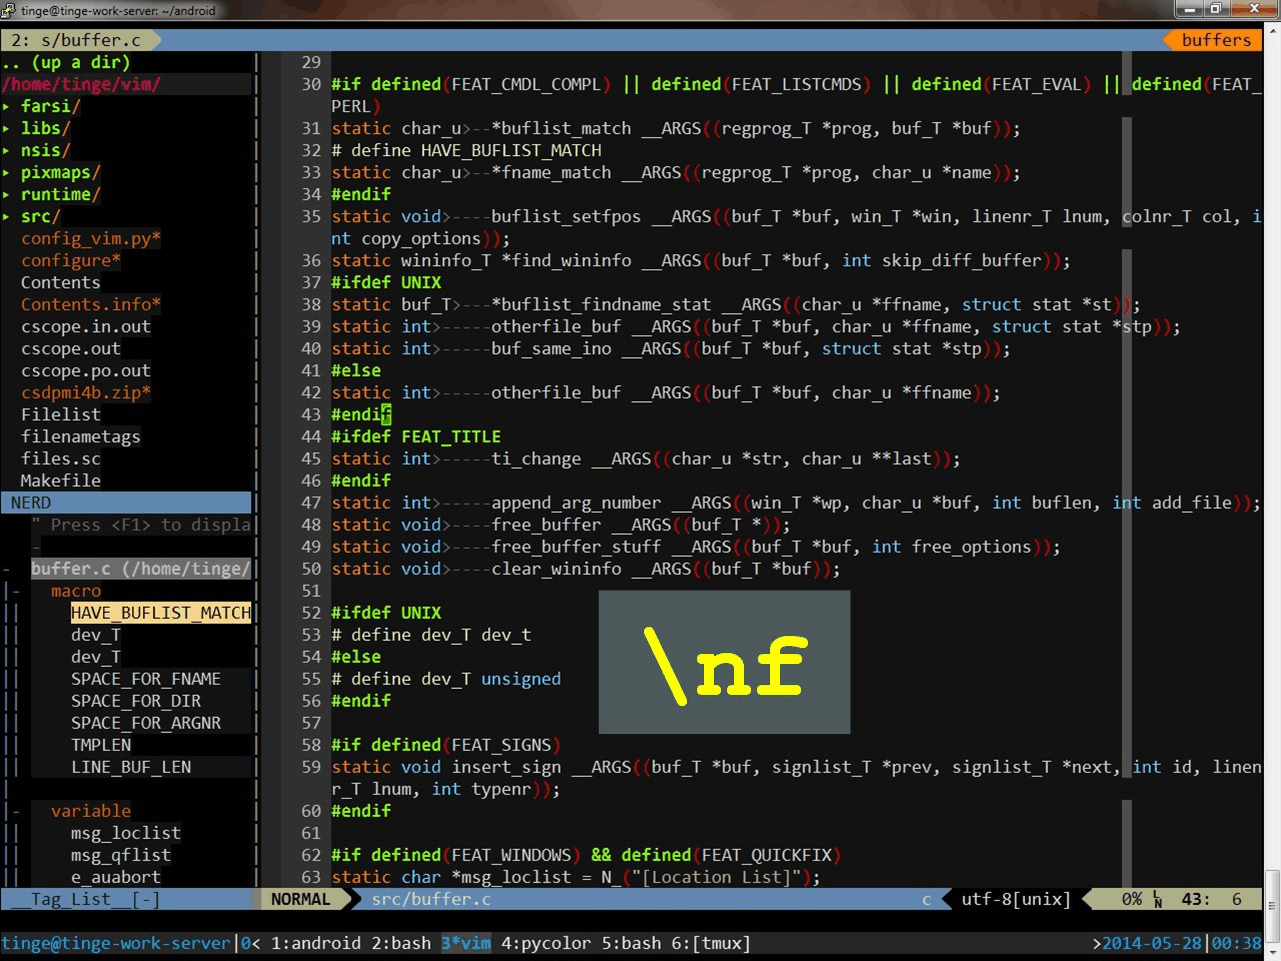 tinge@tinge-work-server: ~/android
2: s/buffer.c
buffers
.. (up a dir)
/home/tinge/vim/
▸ farsi/
▸ libs/
▸ nsis/
▸ pixmaps/
▸ runtime/
▸ src/
config_vim.py*
configure*
Contents
Contents.info*
cscope.in.out
cscope.out
cscope.po.out
csdpmi4b.zip*
Filelist
filenametags
files.sc
Makefile
NERD
" Press <F1> to displa
-
- buffer.c (/home/tinge/
|- macro
|| HAVE_BUFLIST_MATCH
|| dev_T
|| dev_T
|| SPACE_FOR_FNAME
|| SPACE_FOR_DIR
|| SPACE_FOR_ARGNR
|| TMPLEN
|| LINE_BUF_LEN
|
|- variable
|| msg_loclist
|| msg_qflist
|| e_auabort
__Tag_List__[-]
29
30 #if defined(FEAT_CMDL_COMPL) || defined(FEAT_LISTCMDS) || defined(FEAT_EVAL) || defined(FEAT_
PERL)
31 static char_u>--*buflist_match __ARGS((regprog_T *prog, buf_T *buf));
32 # define HAVE_BUFLIST_MATCH
33 static char_u>--*fname_match __ARGS((regprog_T *prog, char_u *name));
34 #endif
35 static void>----buflist_setfpos __ARGS((buf_T *buf, win_T *win, linenr_T lnum, colnr_T col, i
nt copy_options));
36 static wininfo_T *find_wininfo __ARGS((buf_T *buf, int skip_diff_buffer));
37 #ifdef UNIX
38 static buf_T>---*buflist_findname_stat __ARGS((char_u *ffname, struct stat *st));
39 static int>-----otherfile_buf __ARGS((buf_T *buf, char_u *ffname, struct stat *stp));
40 static int>-----buf_same_ino __ARGS((buf_T *buf, struct stat *stp));
41 #else
42 static int>-----otherfile_buf __ARGS((buf_T *buf, char_u *ffname));
43 #endif
44 #ifdef FEAT_TITLE
45 static int>-----ti_change __ARGS((char_u *str, char_u **last));
46 #endif
47 static int>-----append_arg_number __ARGS((win_T *wp, char_u *buf, int buflen, int add_file));
48 static void>----free_buffer __ARGS((buf_T *));
49 static void>----free_buffer_stuff __ARGS((buf_T *buf, int free_options));
50 static void>----clear_wininfo __ARGS((buf_T *buf));
51
52 #ifdef UNIX
53 # define dev_T dev_t
54 #else
55 # define dev_T unsigned
56 #endif
57
58 #if defined(FEAT_SIGNS)
59 static void insert_sign __ARGS((buf_T *buf, signlist_T *prev, signlist_T *next, int id, linen
r_T lnum, int typenr));
60 #endif
61
62 #if defined(FEAT_WINDOWS) && defined(FEAT_QUICKFIX)
63 static char *msg_loclist = N_("[Location List]");
\nf
NORMAL src/buffer.c c utf-8[unix] 0% LN 43: 6
tinge@tinge-work-server|0< 1:android 2:bash 3*vim 4:pycolor 5:bash 6:[tmux] >2014-05-28|00:38